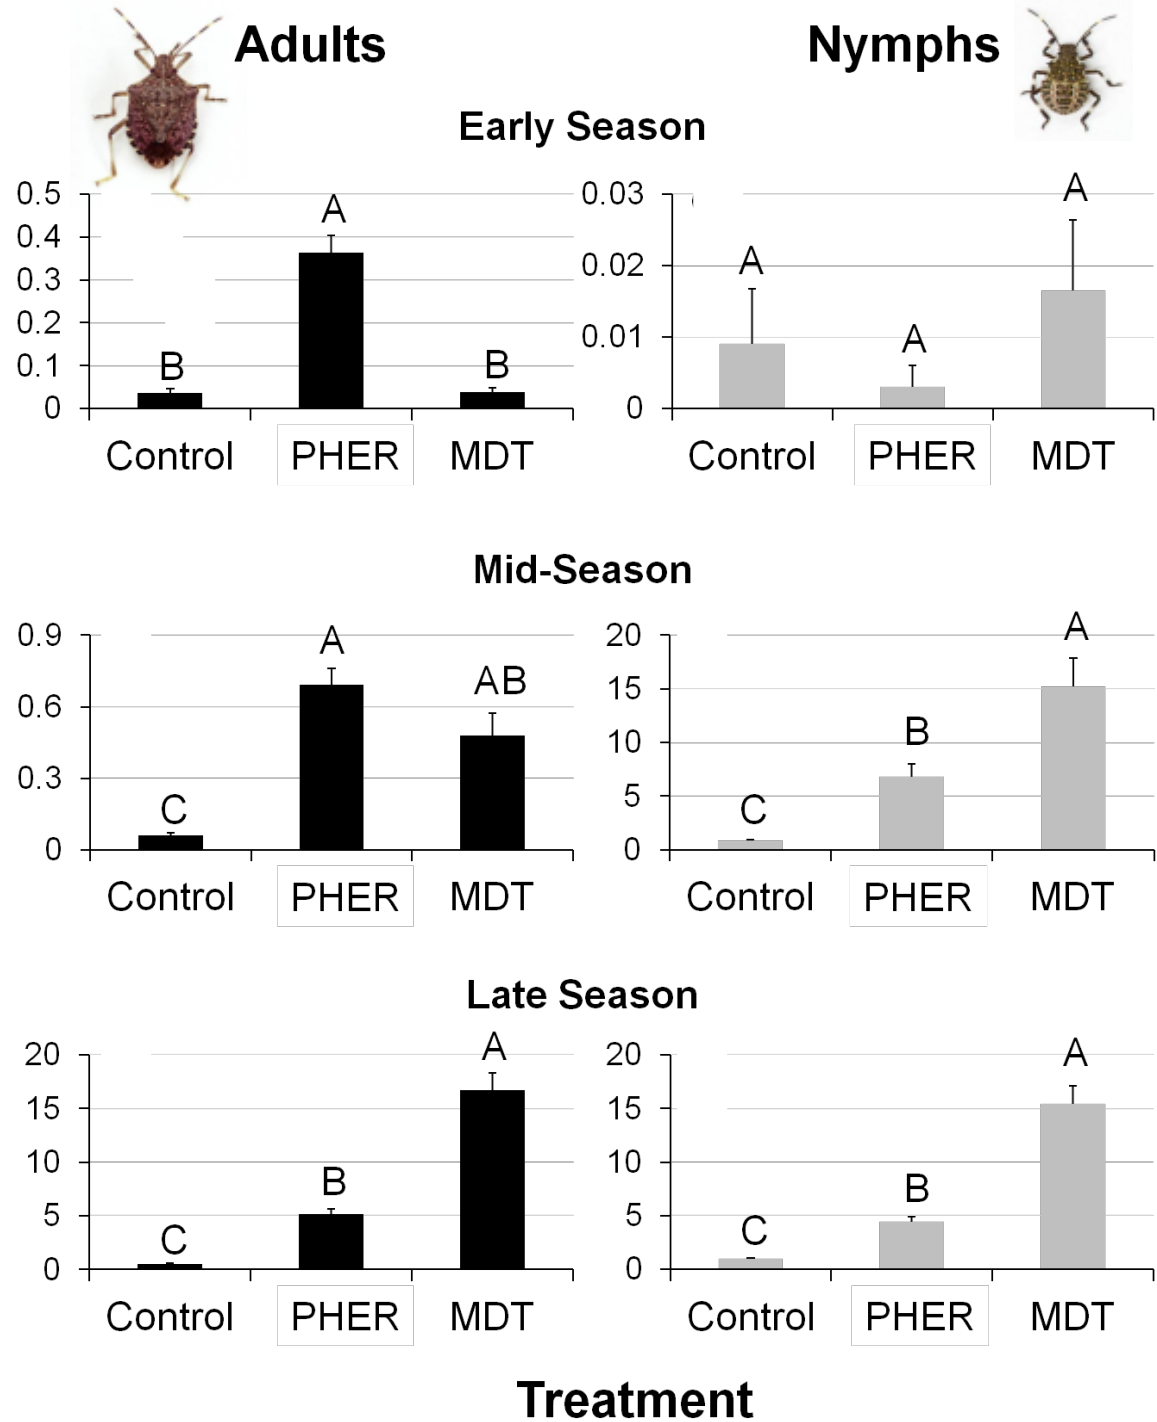 Adults Nymphs
Early Season
0.5 A 0.03 A
0.4
0.3 A 0.02
0.2 A
B B 0.01
0.1
0 0
Control PHER MDT Control PHER MDT
Mid-Season
0.9 A 20 A
AB 15
0.6 B
10
0.3
C C 5
0 0
Control PHER MDT Control PHER MDT
Late Season
20 A 20 A
15 15
10 10
B B
5 5
C C
0 0
Control PHER MDT Control PHER MDT
Treatment